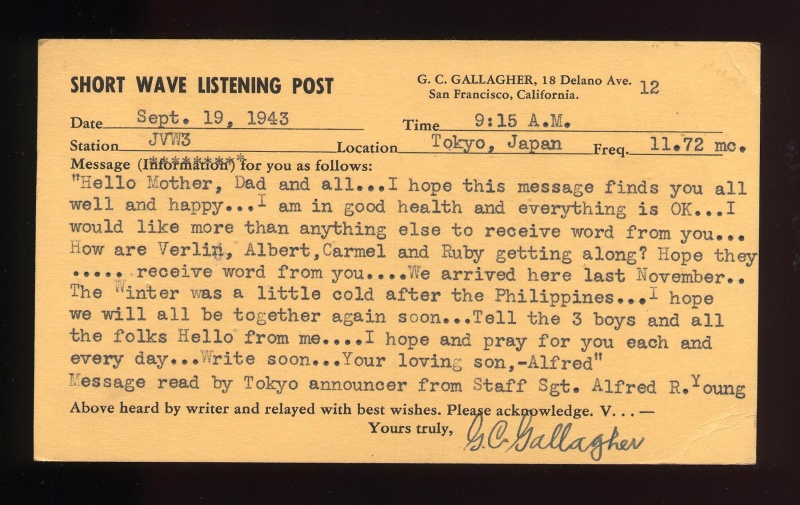 SHORT WAVE LISTENING POST
G. C. GALLAGHER, 18 Delano Ave.
San Francisco, California.
12
Date Sept. 19, 1943 Time 9:15 A.M.
Station JVW3 Location Tokyo, Japan Freq. 11.72 mc.
Message (Information) for you as follows:
"Hello Mother, Dad and all...I hope this message finds you all
well and happy...I am in good health and everything is OK...I
would like more than anything else to receive word from you...
How are Verlin, Albert,Carmel and Ruby getting along? Hope they
..... receive word from you....We arrived here last November..
The Winter was a little cold after the Philippines...I hope
we will all be together again soon...Tell the 3 boys and all
the folks Hello from me....I hope and pray for you each and
every day...Write soon...Your loving son,-Alfred"
Message read by Tokyo announcer from Staff Sgt. Alfred R.Young
Above heard by writer and relayed with best wishes. Please acknowledge. V...—
Yours truly, G.C. Gallagher